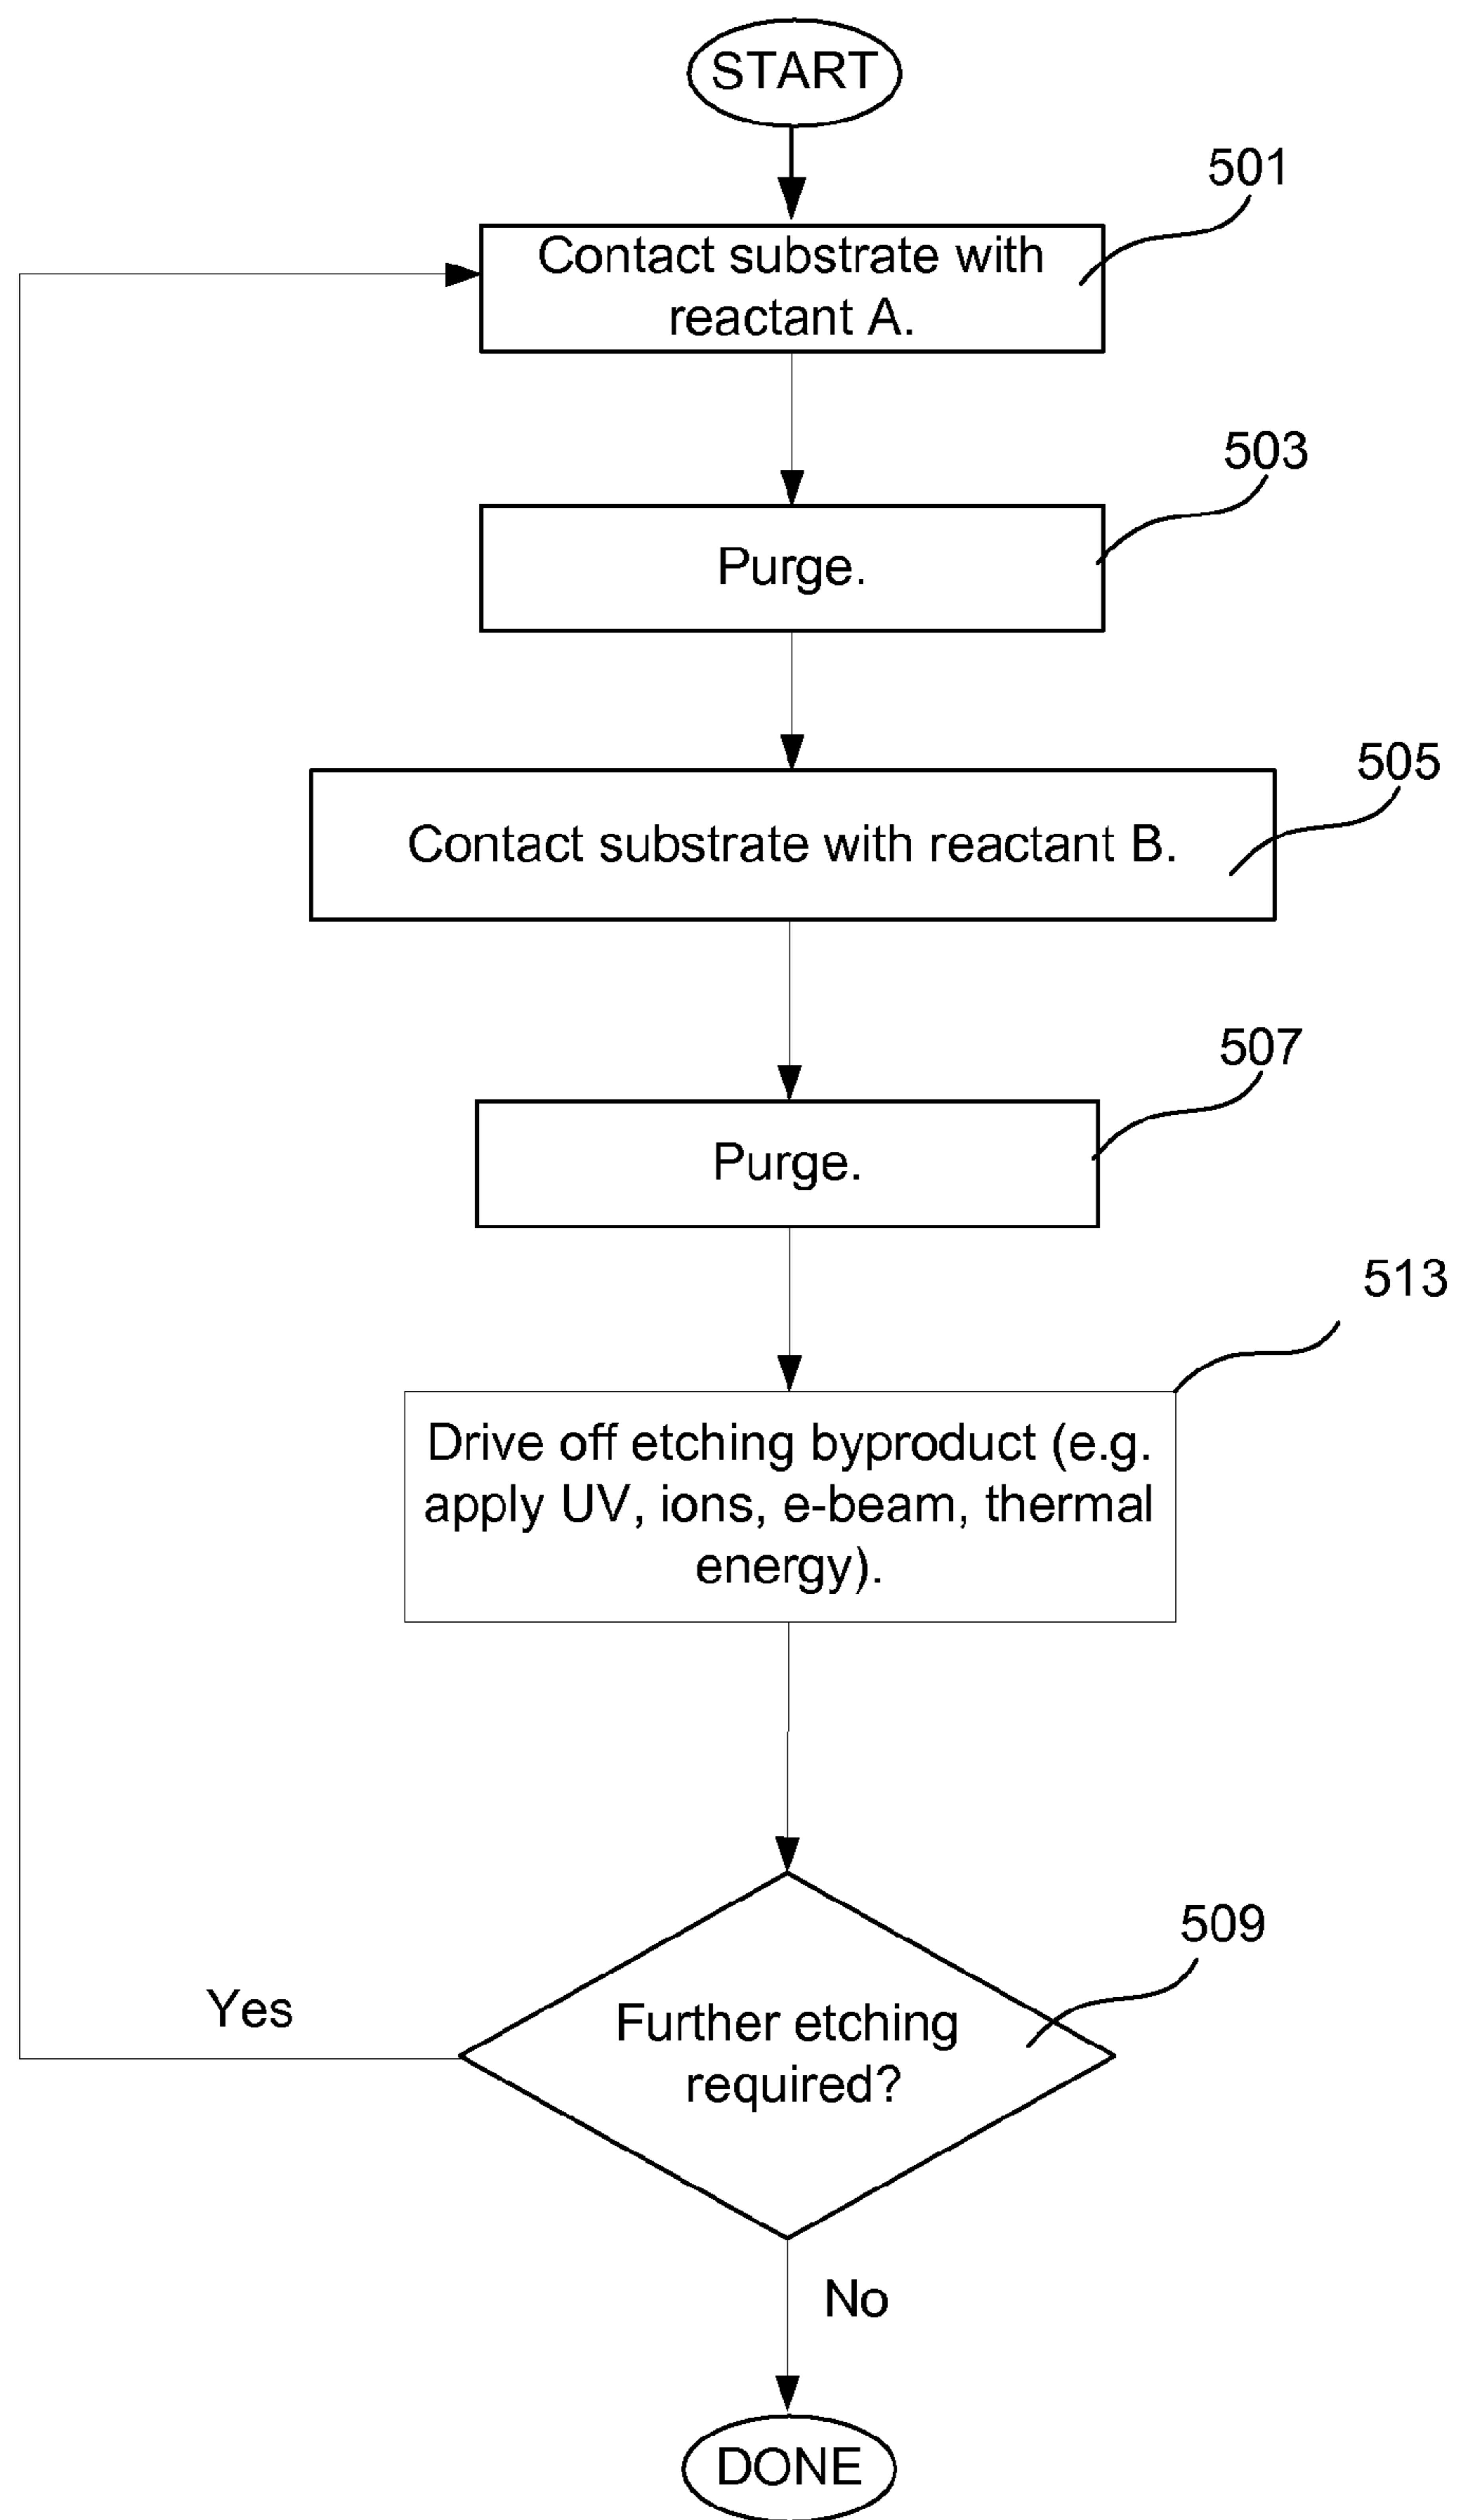 START
501
Contact substrate with
reactant A.
503
Purge.
505
Contact substrate with reactant B.
507
Purge.
513
Drive off etching byproduct (e.g.
apply UV, ions, e-beam, thermal
energy).
509
Further etching
required?
Yes
No
DONE